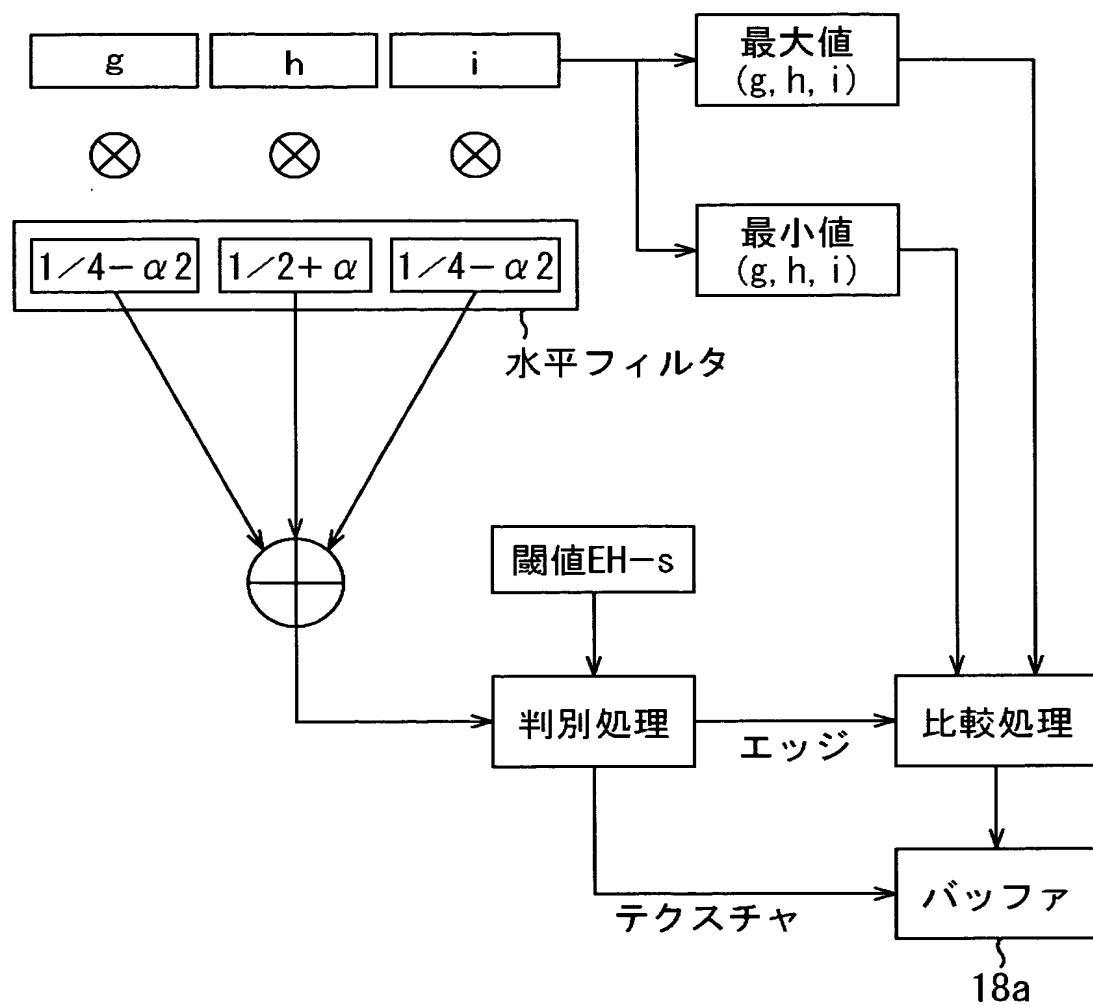 g h i
最大値
(g, h, i)
最小値
(g, h, i)
1/4-α2 1/2+α 1/4-α2
水平フィルタ
閾値EH-s
判別処理
エッジ
比較処理
テクスチャ
バッファ
18a